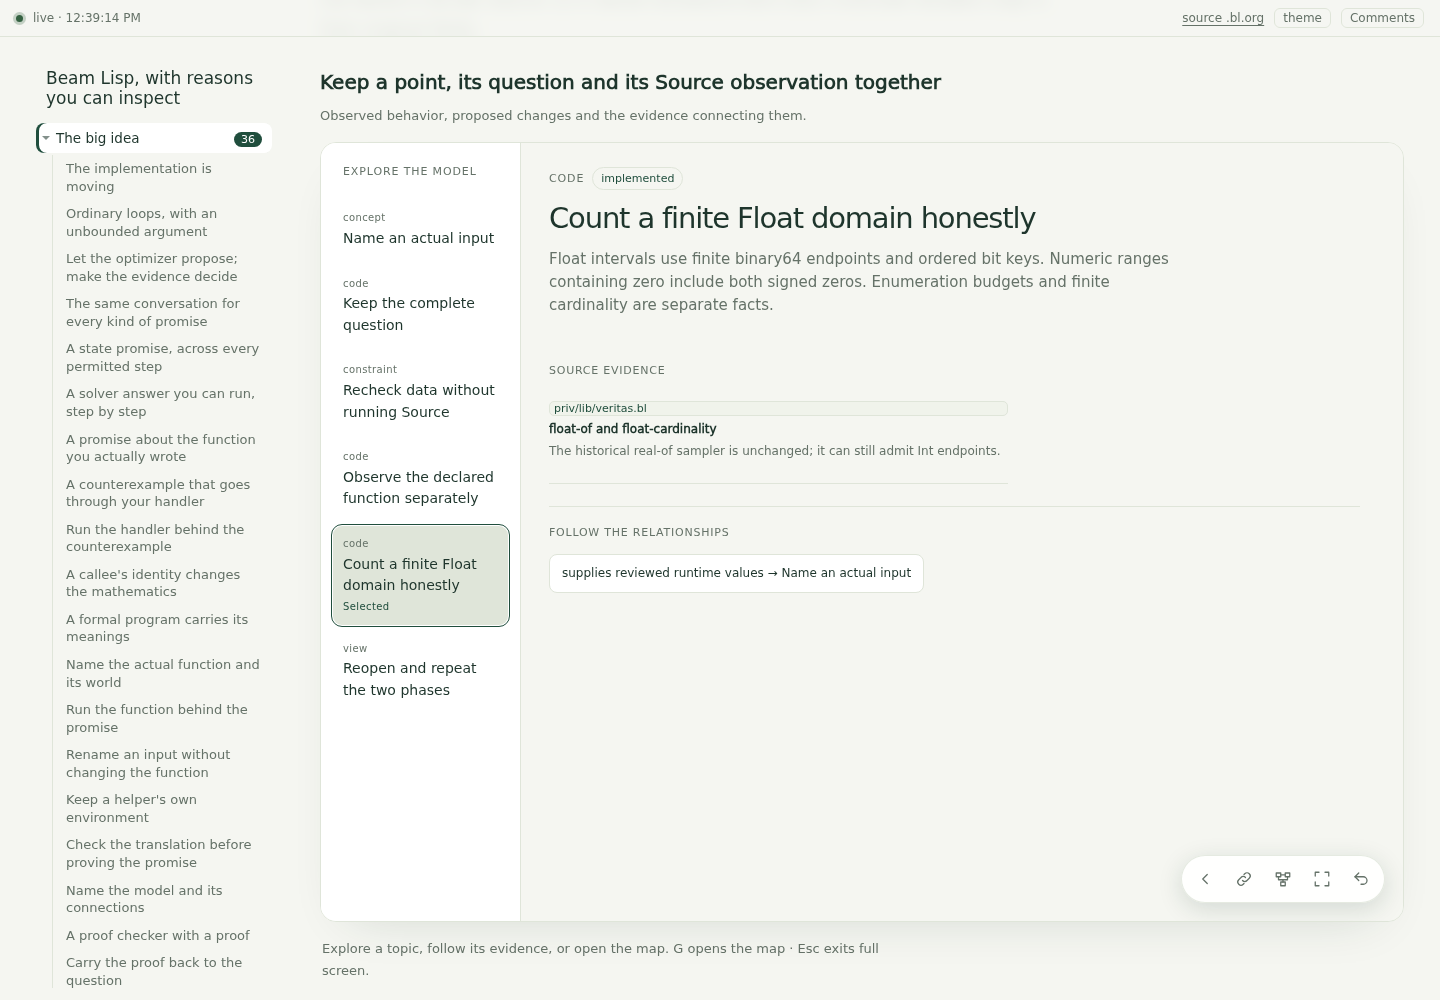 live · 12:39:14 PM
source .bl.org
theme
Comments
Beam Lisp, with reasons
you can inspect
The big idea
36
The implementation is
moving
Ordinary loops, with an
unbounded argument
Let the optimizer propose;
make the evidence decide
The same conversation for
every kind of promise
A state promise, across every
permitted step
A solver answer you can run,
step by step
A promise about the function
you actually wrote
A counterexample that goes
through your handler
Run the handler behind the
counterexample
A callee's identity changes
the mathematics
A formal program carries its
meanings
Name the actual function and
its world
Run the function behind the
promise
Rename an input without
changing the function
Keep a helper's own
environment
Check the translation before
proving the promise
Name the model and its
connections
A proof checker with a proof
Carry the proof back to the
question
Keep a point, its question and its Source observation together
Observed behavior, proposed changes and the evidence connecting them.
EXPLORE THE MODEL
concept
Name an actual input
code
Keep the complete
question
constraint
Recheck data without
running Source
code
Observe the declared
function separately
code
Count a finite Float
domain honestly
Selected
view
Reopen and repeat
the two phases
CODE
implemented
Count a finite Float domain honestly
Float intervals use finite binary64 endpoints and ordered bit keys. Numeric ranges
containing zero include both signed zeros. Enumeration budgets and finite
cardinality are separate facts.
SOURCE EVIDENCE
priv/lib/veritas.bl
float-of and float-cardinality
The historical real-of sampler is unchanged; it can still admit Int endpoints.
FOLLOW THE RELATIONSHIPS
supplies reviewed runtime values → Name an actual input
Explore a topic, follow its evidence, or open the map. G opens the map · Esc exits full
screen.